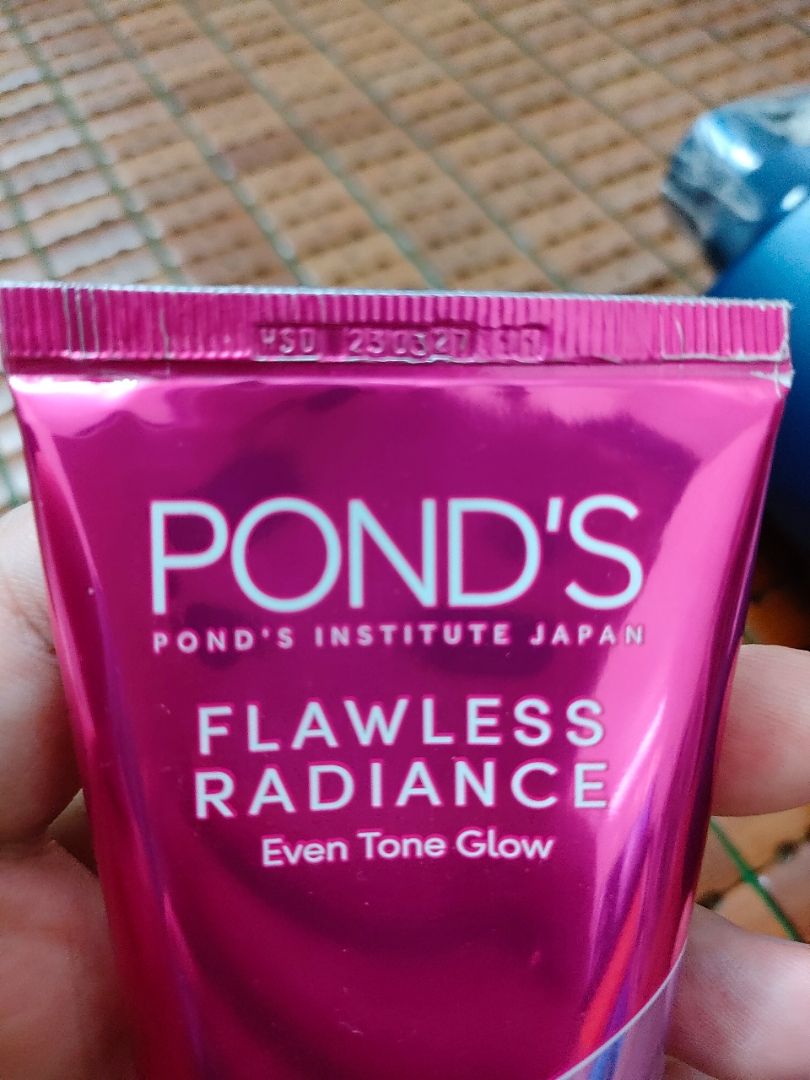 HSD 230327
POND'S
POND'S INSTITUTE JAPAN
FLAWLESS
RADIANCE
Even Tone Glow